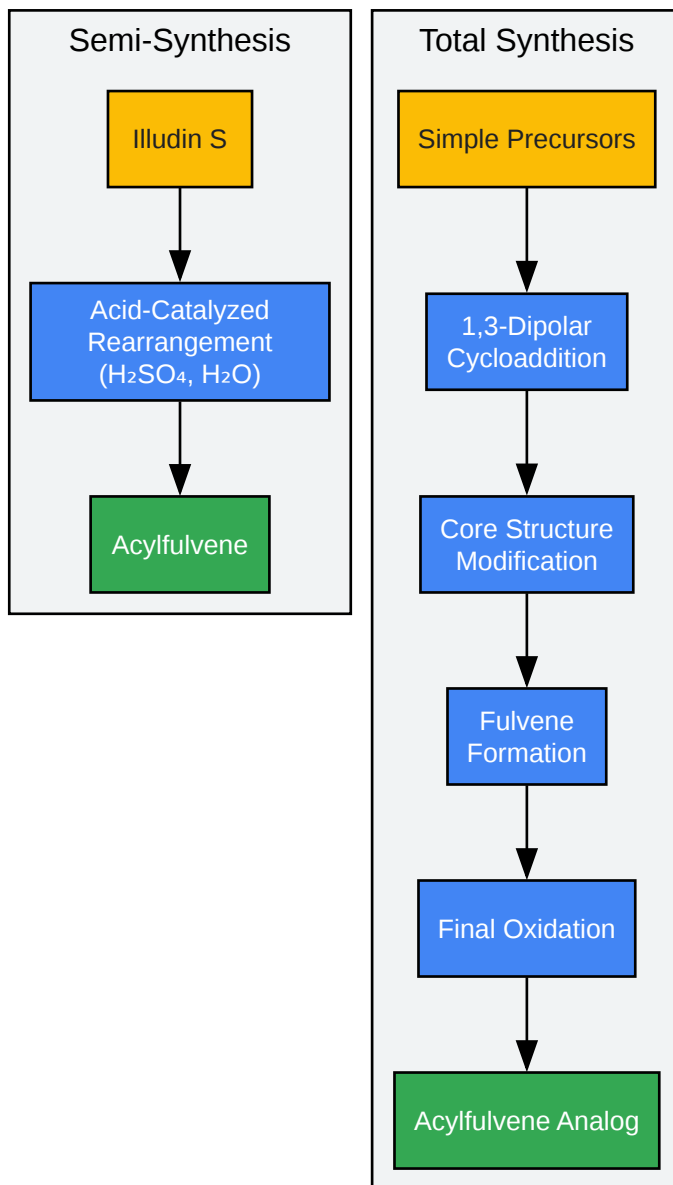 Semi-Synthesis
Illudin S
Acid-Catalyzed
Rearrangement
(H₂SO₄, H₂O)
Acylfulvene
Total Synthesis
Simple Precursors
1,3-Dipolar
Cycloaddition
Core Structure
Modification
Fulvene
Formation
Final Oxidation
Acylfulvene Analog